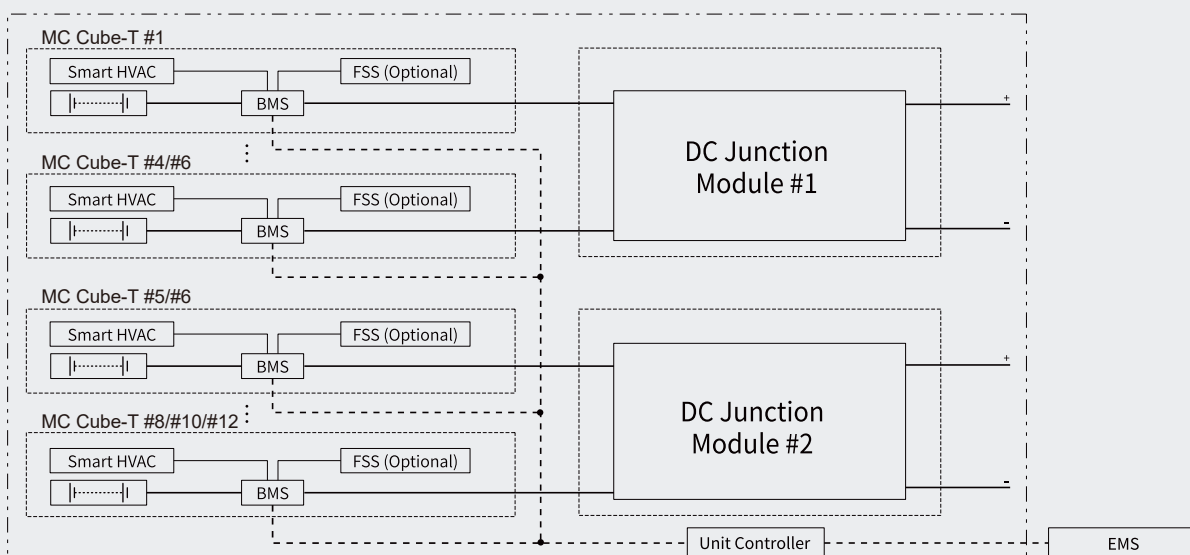 MC Cube-T #1
Smart HVAC
FSS (Optional)
BMS
+
DC Junction
Module #1
MC Cube-T #4/#6
Smart HVAC
FSS (Optional)
BMS
-
MC Cube-T #5/#6
Smart HVAC
FSS (Optional)
BMS
+
DC Junction
Module #2
MC Cube-T #8/#10/#12
Smart HVAC
FSS (Optional)
BMS
-
Unit Controller
EMS